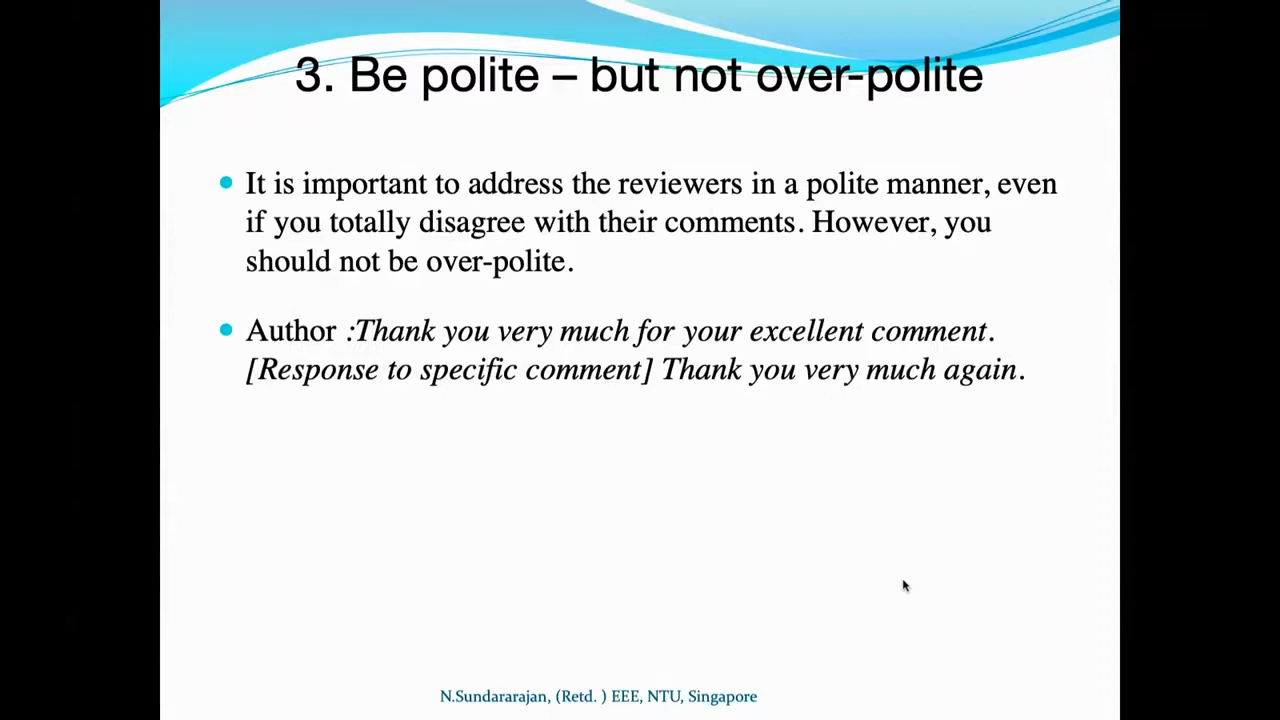 3. Be polite – but not over-polite
It is important to address the reviewers in a polite manner, even
if you totally disagree with their comments. However, you
should not be over-polite.
Author :Thank you very much for your excellent comment.
[Response to specific comment] Thank you very much again.
N.Sundararajan, (Retd. ) EEE, NTU, Singapore